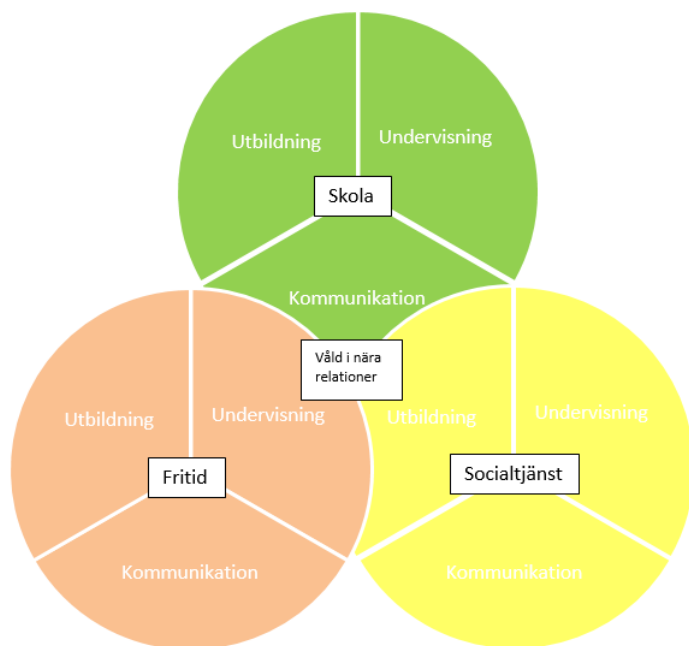 Utbildning
Undervisning
Skola
Kommunikation
Våld i nära
relationer
Utbildning
Undervisning
Fritid
Kommunikation
Utbildning
Undervisning
Socialtjänst
Kommunikation